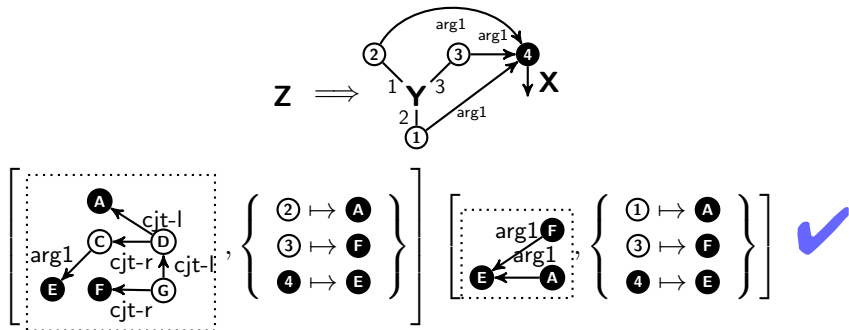 arg1
2 3 arg1 4
Z ⟹ 1 Y 3 X
2 arg1
1
A cjt-l 2 ↦ A F 1 ↦ A
arg1 C D , 3 ↦ F arg1 , 3 ↦ F ✔
cjt-r cjt-l arg1
E F G 4 ↦ E E A 4 ↦ E
cjt-r